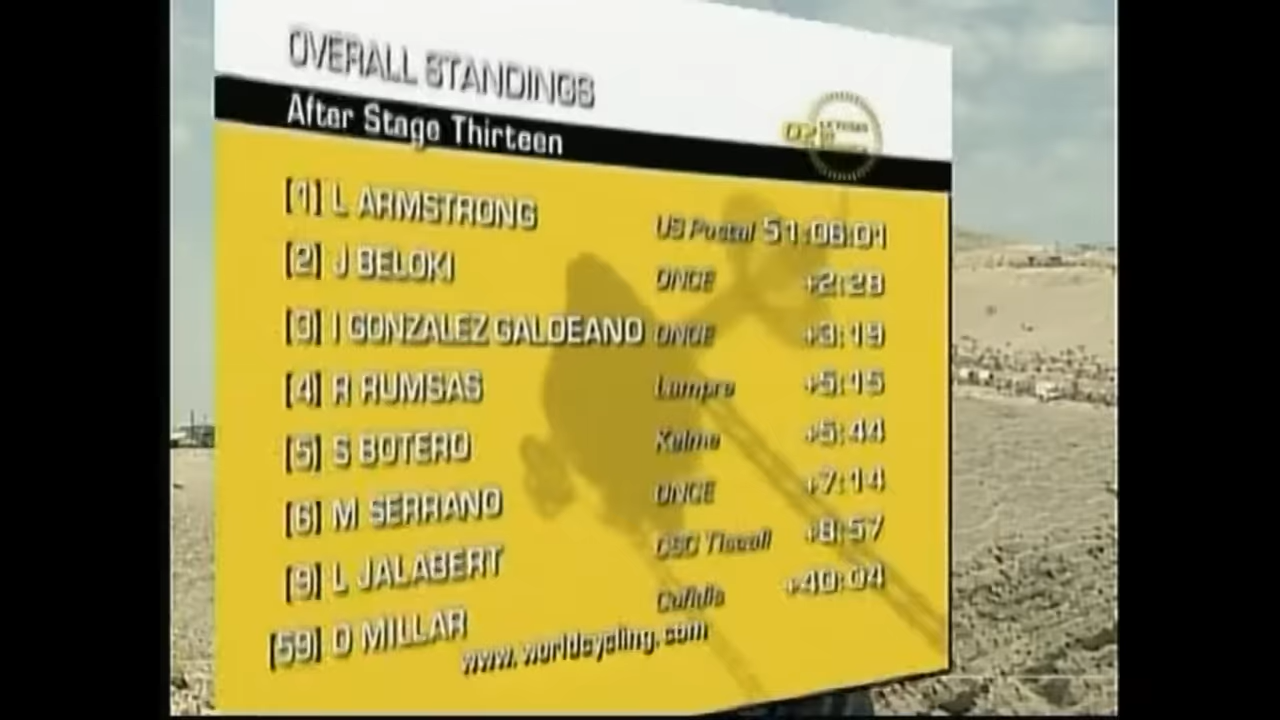 OVERALL STANDINGS
After Stage Thirteen
02
[1] L ARMSTRONG US Postal 51:06:01
[2] J BELOKI ONCE +2:28
[3] I GONZALEZ GALDEANO ONCE +3:19
[4] R RUMSAS Lampre +5:15
[5] S BOTERO Kelme +5:44
[6] M SERRANO ONCE +7:14
[9] L JALABERT CSC Tiscali +8:57
[59] D MILLAR Cofidis +40:04
www.worldcycling.com